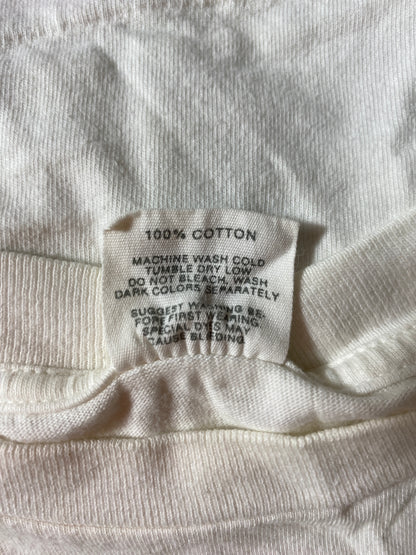 100% COTTON
MACHINE WASH COLD
TUMBLE DRY LOW
DO NOT BLEACH. WASH
DARK COLORS SEPARATELY
SUGGEST WASHING BE-
FORE FIRST WEARING
SPECIAL DYES MAY
CAUSE BLEEDING